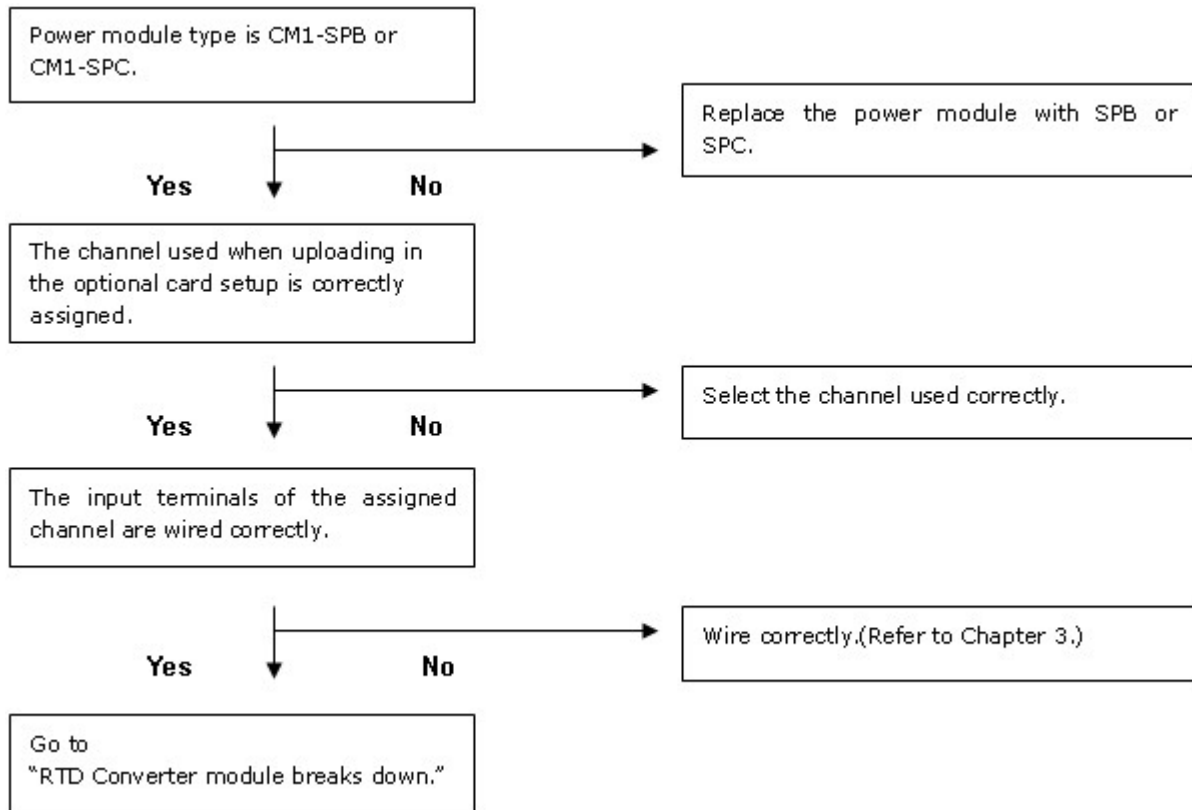 Power module type is CM1-SPB or
CM1-SPC.
Replace the power module with SPB or
SPC.
Yes
No
The channel used when uploading in
the optional card setup is correctly
assigned.
Select the channel used correctly.
Yes
No
The input terminals of the assigned
channel are wired correctly.
Wire correctly.(Refer to Chapter 3.)
Yes
No
Go to
“RTD Converter module breaks down.”